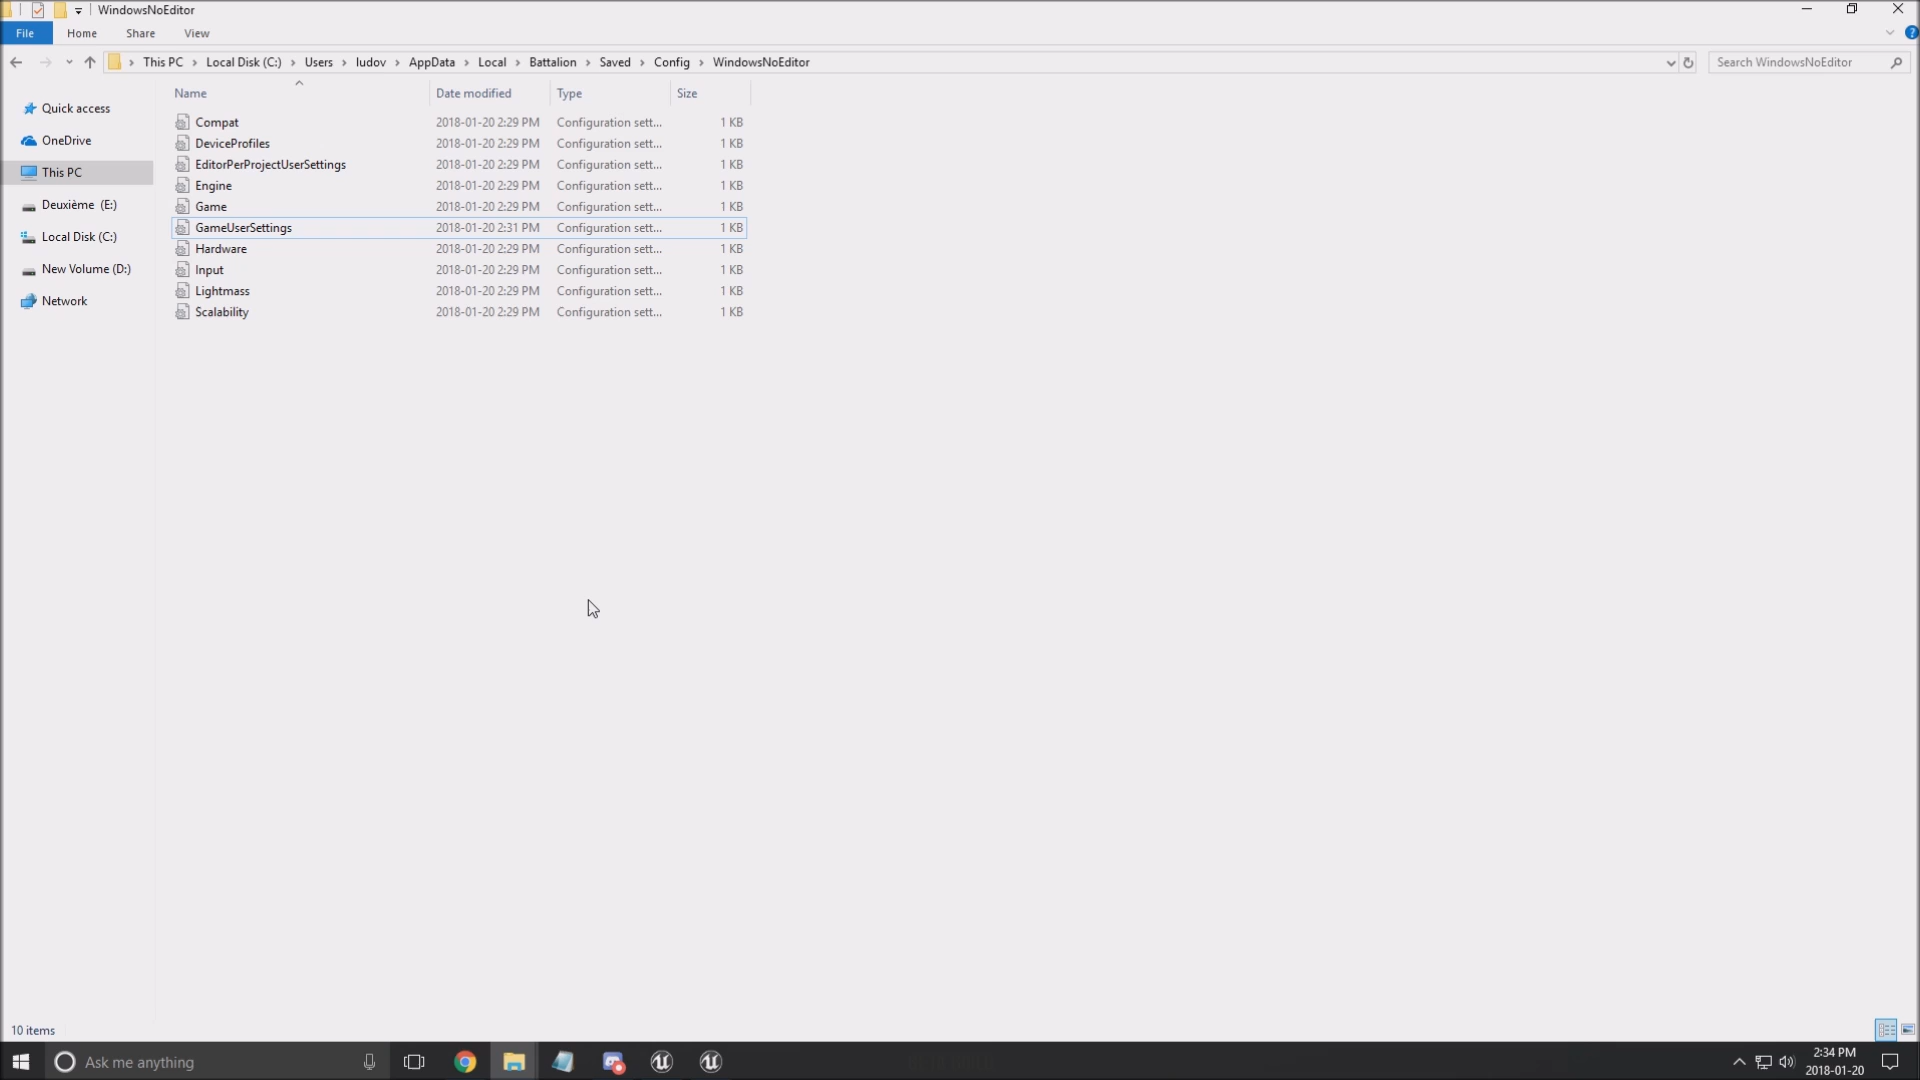 WindowsNoEditor
File Home Share View
This PC Local Disk (C:) Users ludov AppData Local Battalion Saved Config WindowsNoEditor Search WindowsNoEditor
Name Date modified Type Size
Quick access
OneDrive
This PC
Deuxième (E:)
Local Disk (C:)
New Volume (D:)
Network
Compat 2018-01-20 2:29 PM Configuration sett... 1 KB
DeviceProfiles 2018-01-20 2:29 PM Configuration sett... 1 KB
EditorPerProjectUserSettings 2018-01-20 2:29 PM Configuration sett... 1 KB
Engine 2018-01-20 2:29 PM Configuration sett... 1 KB
Game 2018-01-20 2:29 PM Configuration sett... 1 KB
GameUserSettings 2018-01-20 2:31 PM Configuration sett... 1 KB
Hardware 2018-01-20 2:29 PM Configuration sett... 1 KB
Input 2018-01-20 2:29 PM Configuration sett... 1 KB
Lightmass 2018-01-20 2:29 PM Configuration sett... 1 KB
Scalability 2018-01-20 2:29 PM Configuration sett... 1 KB
10 items
Ask me anything
2:34 PM
2018-01-20